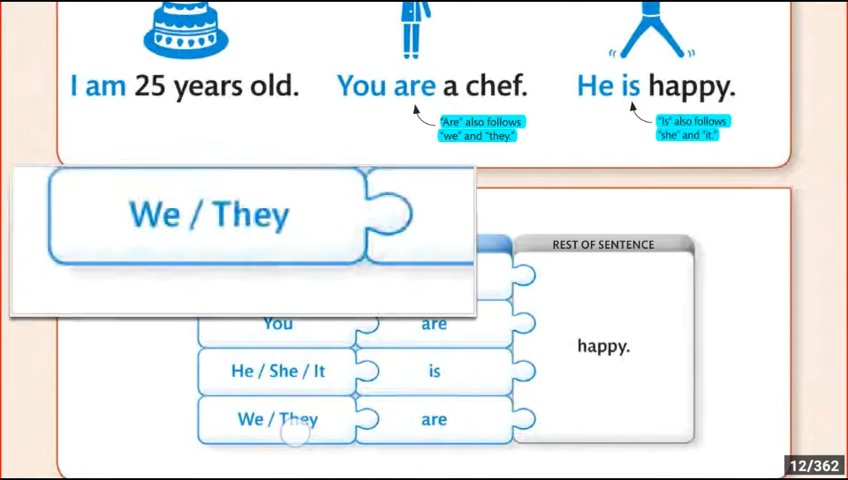 I am 25 years old.
You are a chef.
He is happy.
"Are" also follows
"we" and "they."
"Is" also follows
"she" and "it."
We / They
REST OF SENTENCE
You
are
He / She / It
is
We / They
are
happy.
12/362